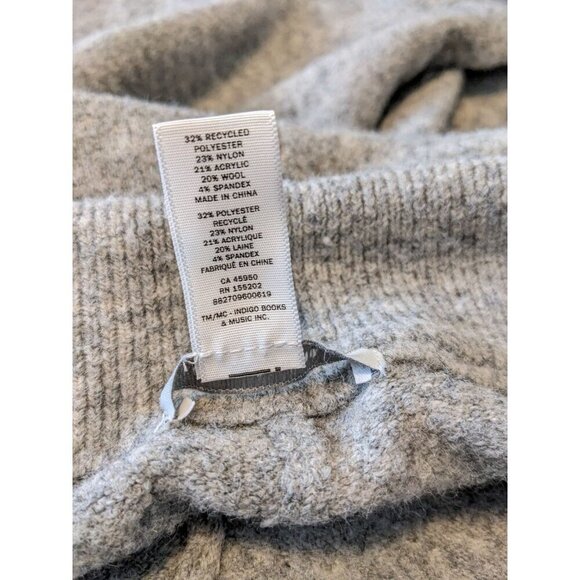 32% RECYCLED
POLYESTER
23% NYLON
21% ACRYLIC
20% WOOL
4% SPANDEX
MADE IN CHINA
32% POLYESTER
RECYCLÉ
23% NYLON
21% ACRYLIQUE
20% LAINE
4% SPANDEX
FABRIQUÉ EN CHINE
CA 45950
RN 155202
882709600619
TM/MC - INDIGO BOOKS
& MUSIC INC.